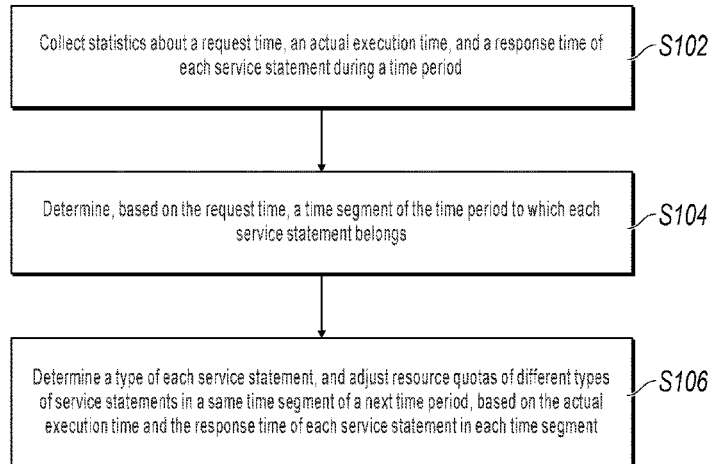 Collect statistics about a request time, an actual execution time, and a response time of
each service statement during a time period
S102
Determine, based on the request time, a time segment of the time period to which each
service statement belongs
S104
Determine a type of each service statement, and adjust resource quotas of different types
of service statements in a same time segment of a next time period, based on the actual
execution time and the response time of each service statement in each time segment
S106